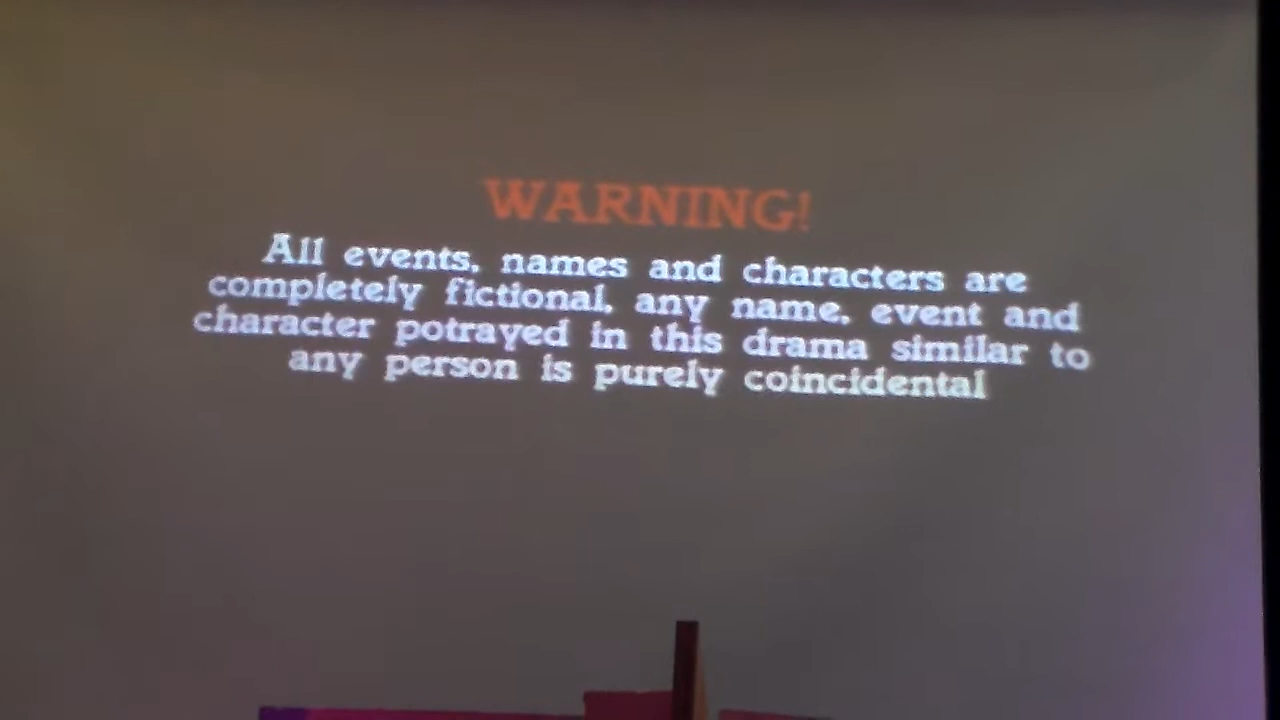 WARNING!
All events, names and characters are
completely fictional, any name, event and
character potrayed in this drama similar to
any person is purely coincidental